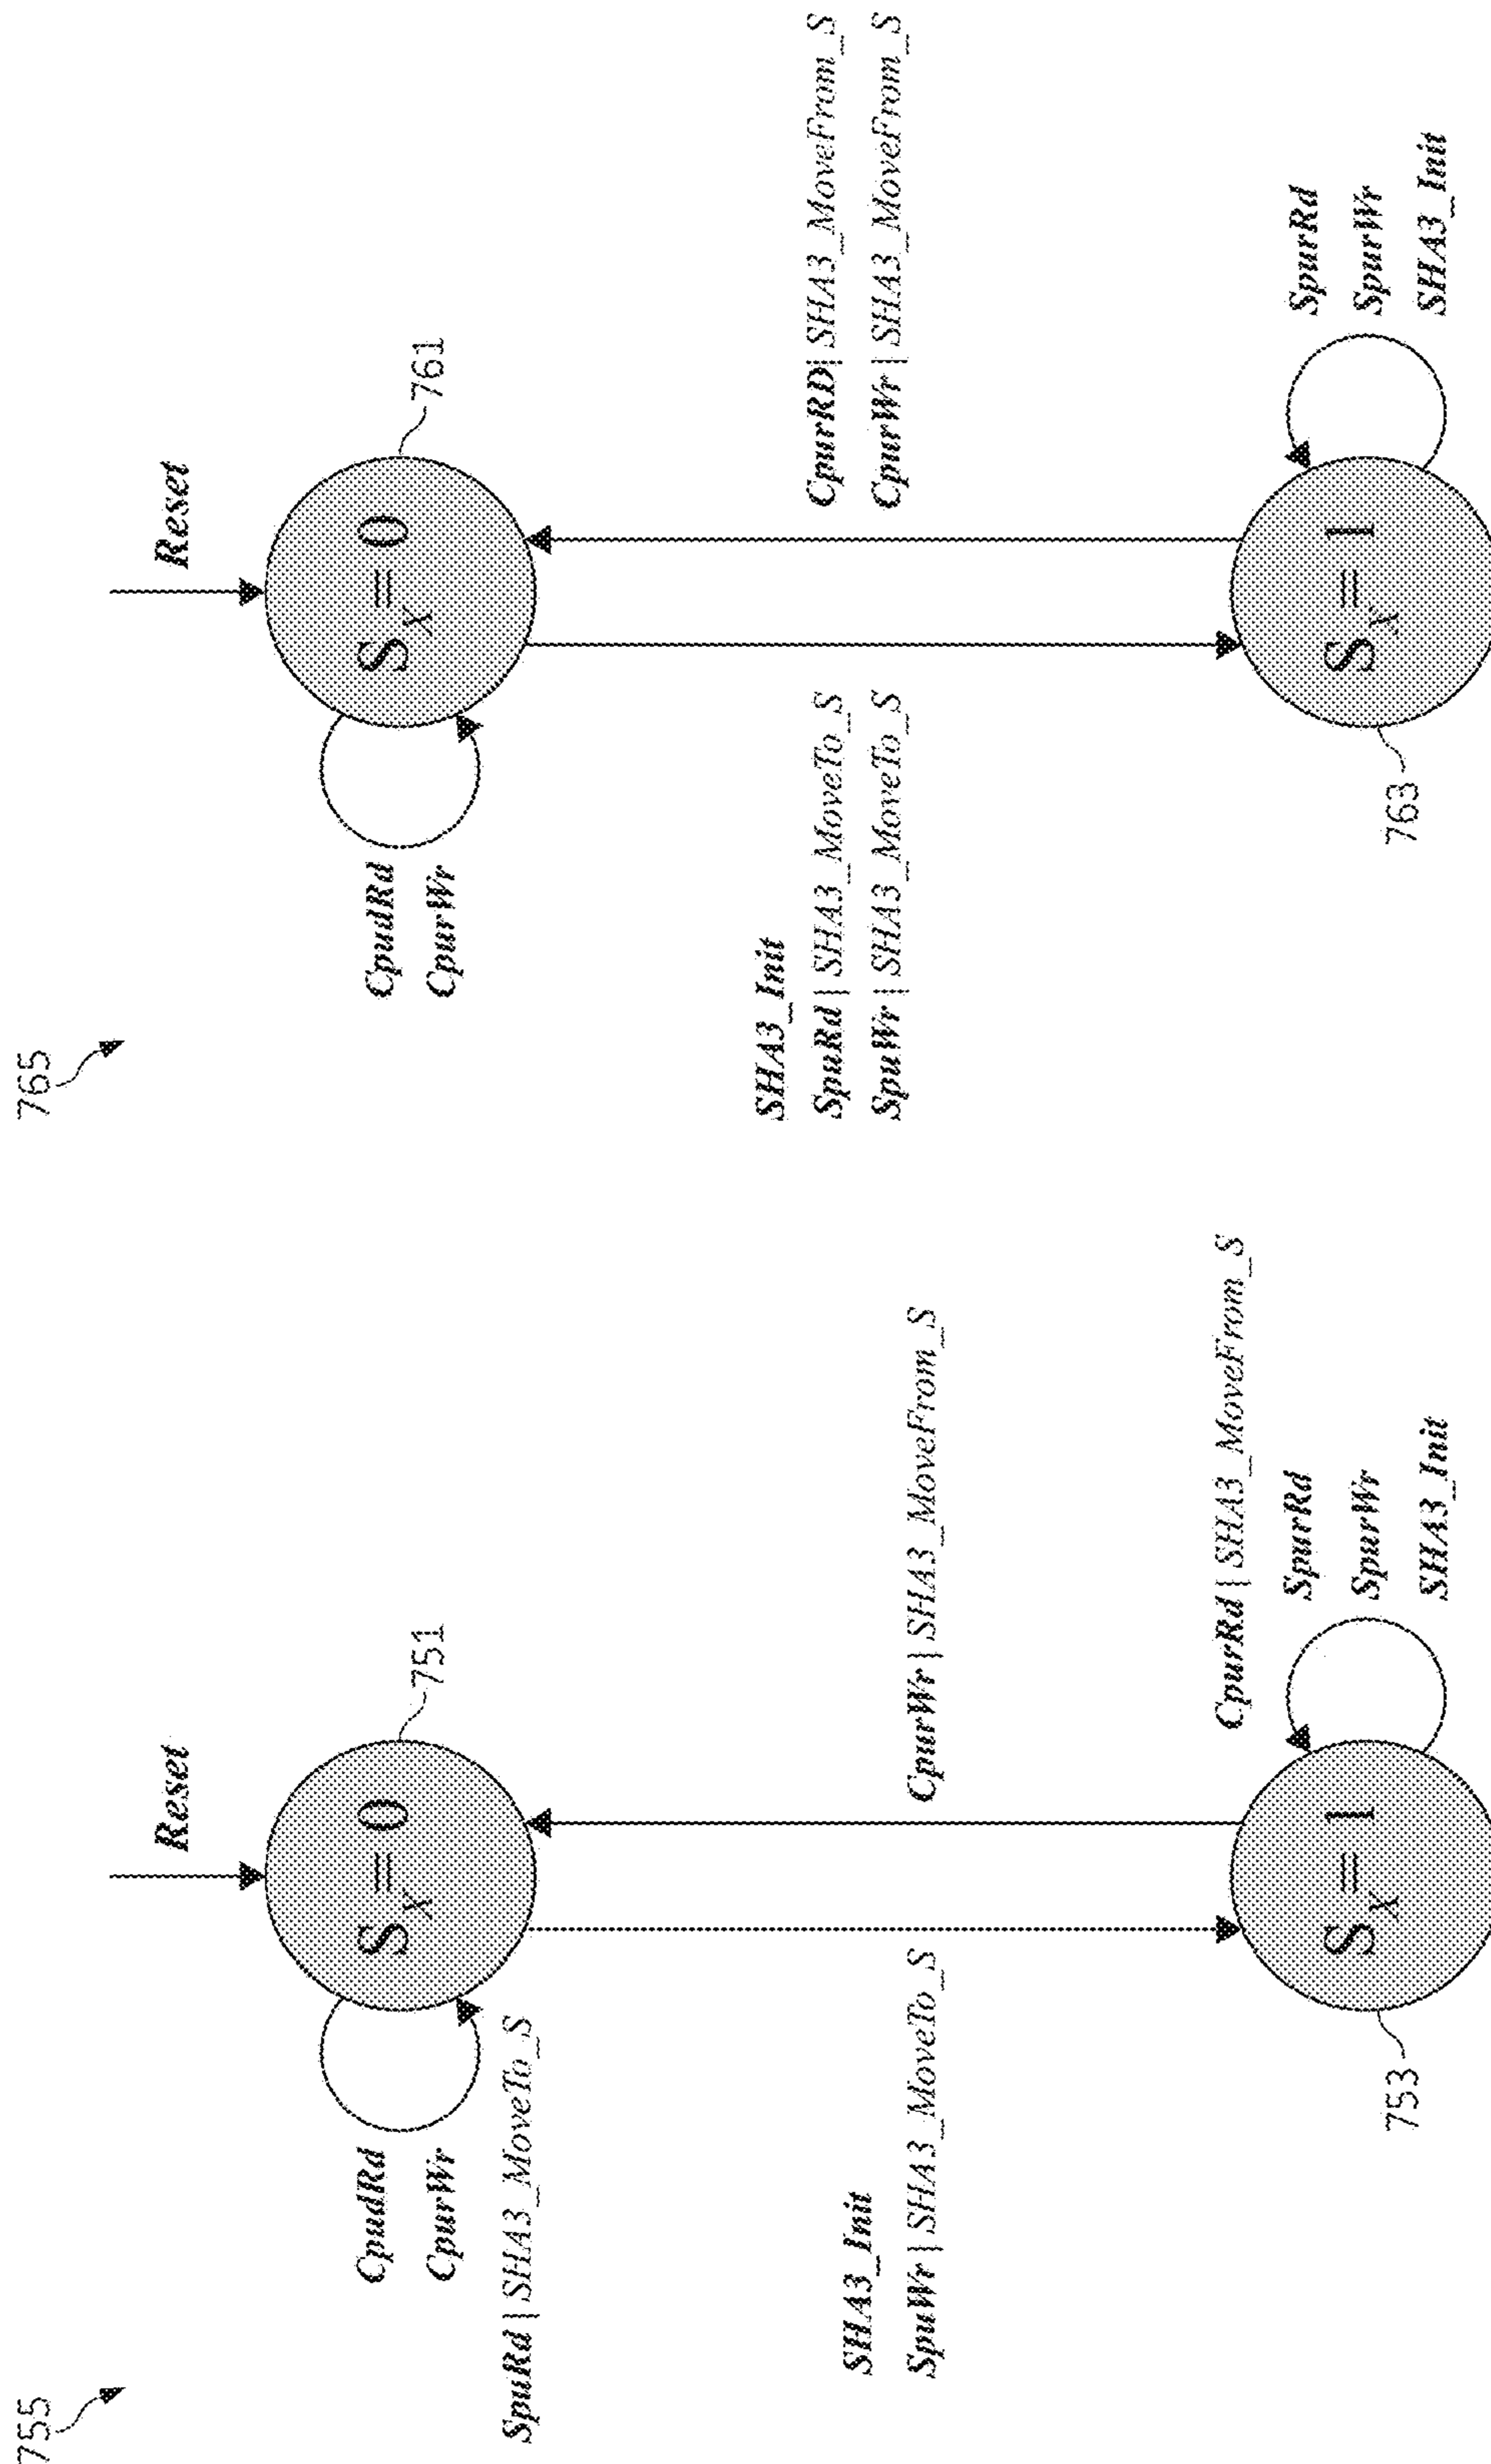 755
Reset
751
S_X = 0
CpudRd
CpurWr
SpuRd | SHA3_MoveTo_S
SHA3_Init
SpuWr | SHA3_MoveTo_S
CpurWr | SHA3_MoveFrom_S
CpurRd | SHA3_MoveFrom_S
SpurRd
SpurWr
SHA3_Init
S_X = 1
753
765
Reset
761
S_X = 0
CpudRd
CpurWr
SHA3_Init
SpuRd | SHA3_MoveTo_S
SpuWr | SHA3_MoveTo_S
CpurRD | SHA3_MoveFrom_S
CpurWr | SHA3_MoveFrom_S
SpurRd
SpurWr
SHA3_Init
S_X = 1
763